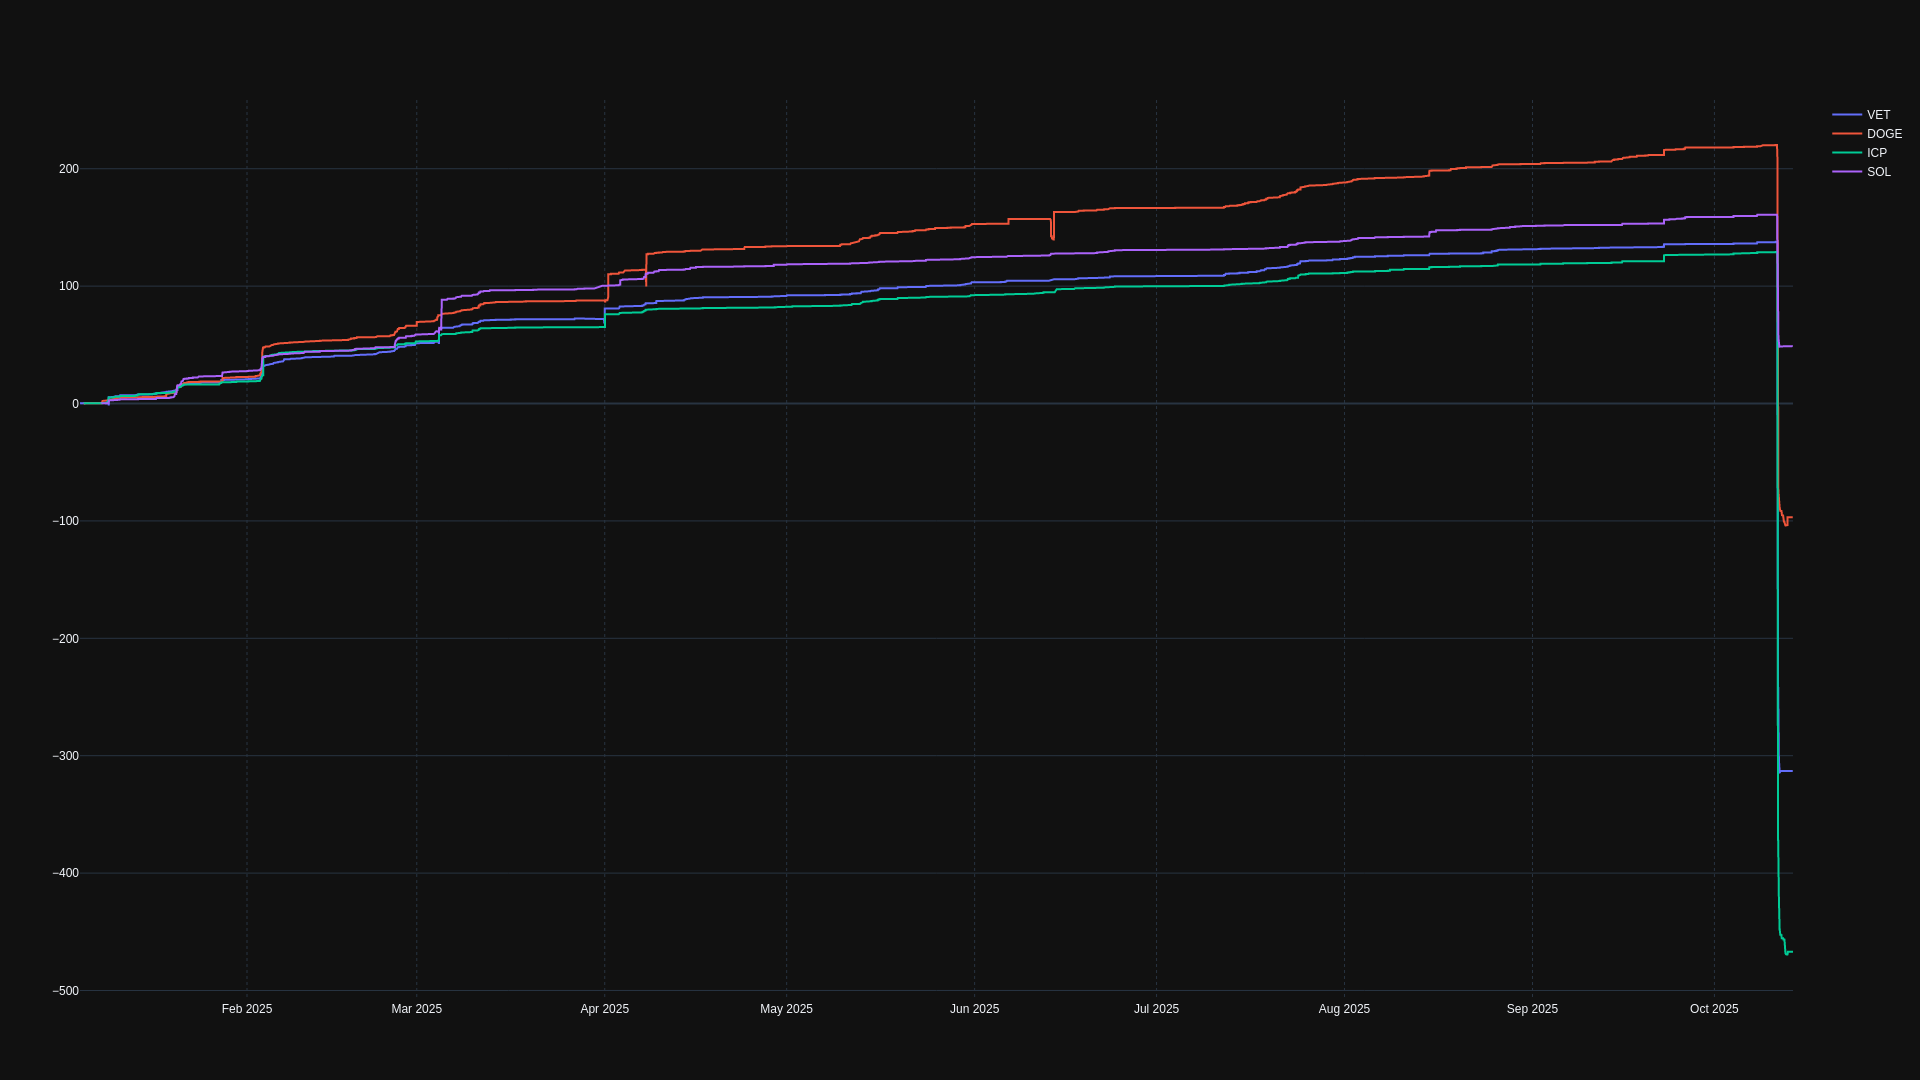 VET
DOGE
ICP
SOL
200
100
0
−100
−200
−300
−400
−500
Feb 2025
Mar 2025
Apr 2025
May 2025
Jun 2025
Jul 2025
Aug 2025
Sep 2025
Oct 2025